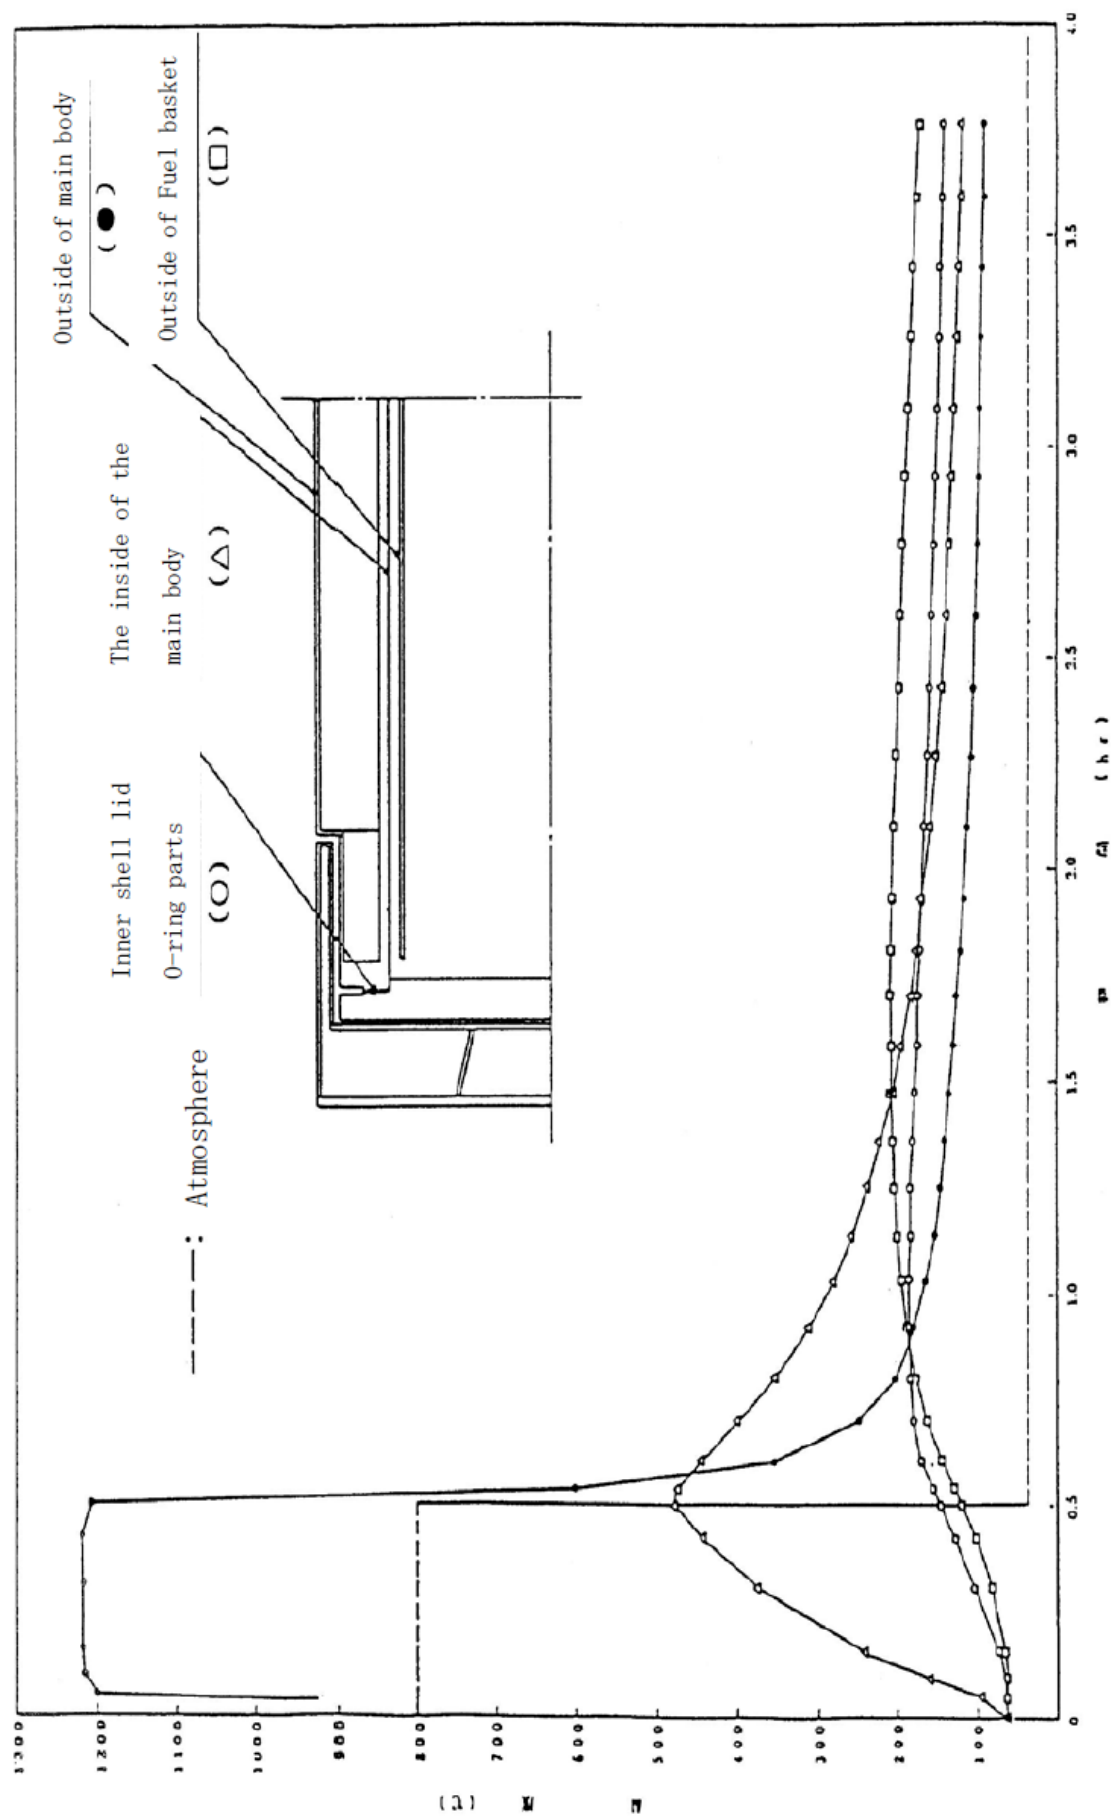 Outside of main body
(●)
Outside of Fuel basket
(□)
The inside of the
main body
(△)
Inner shell lid
O-ring parts
(○)
-----: Atmosphere
1300
1200
1100
1000
900
800
700
600
500
400
300
200
100
度 (℃)
0
0.5
1.0
1.5
2.0
2.5
3.0
3.5
4.0
(hr)